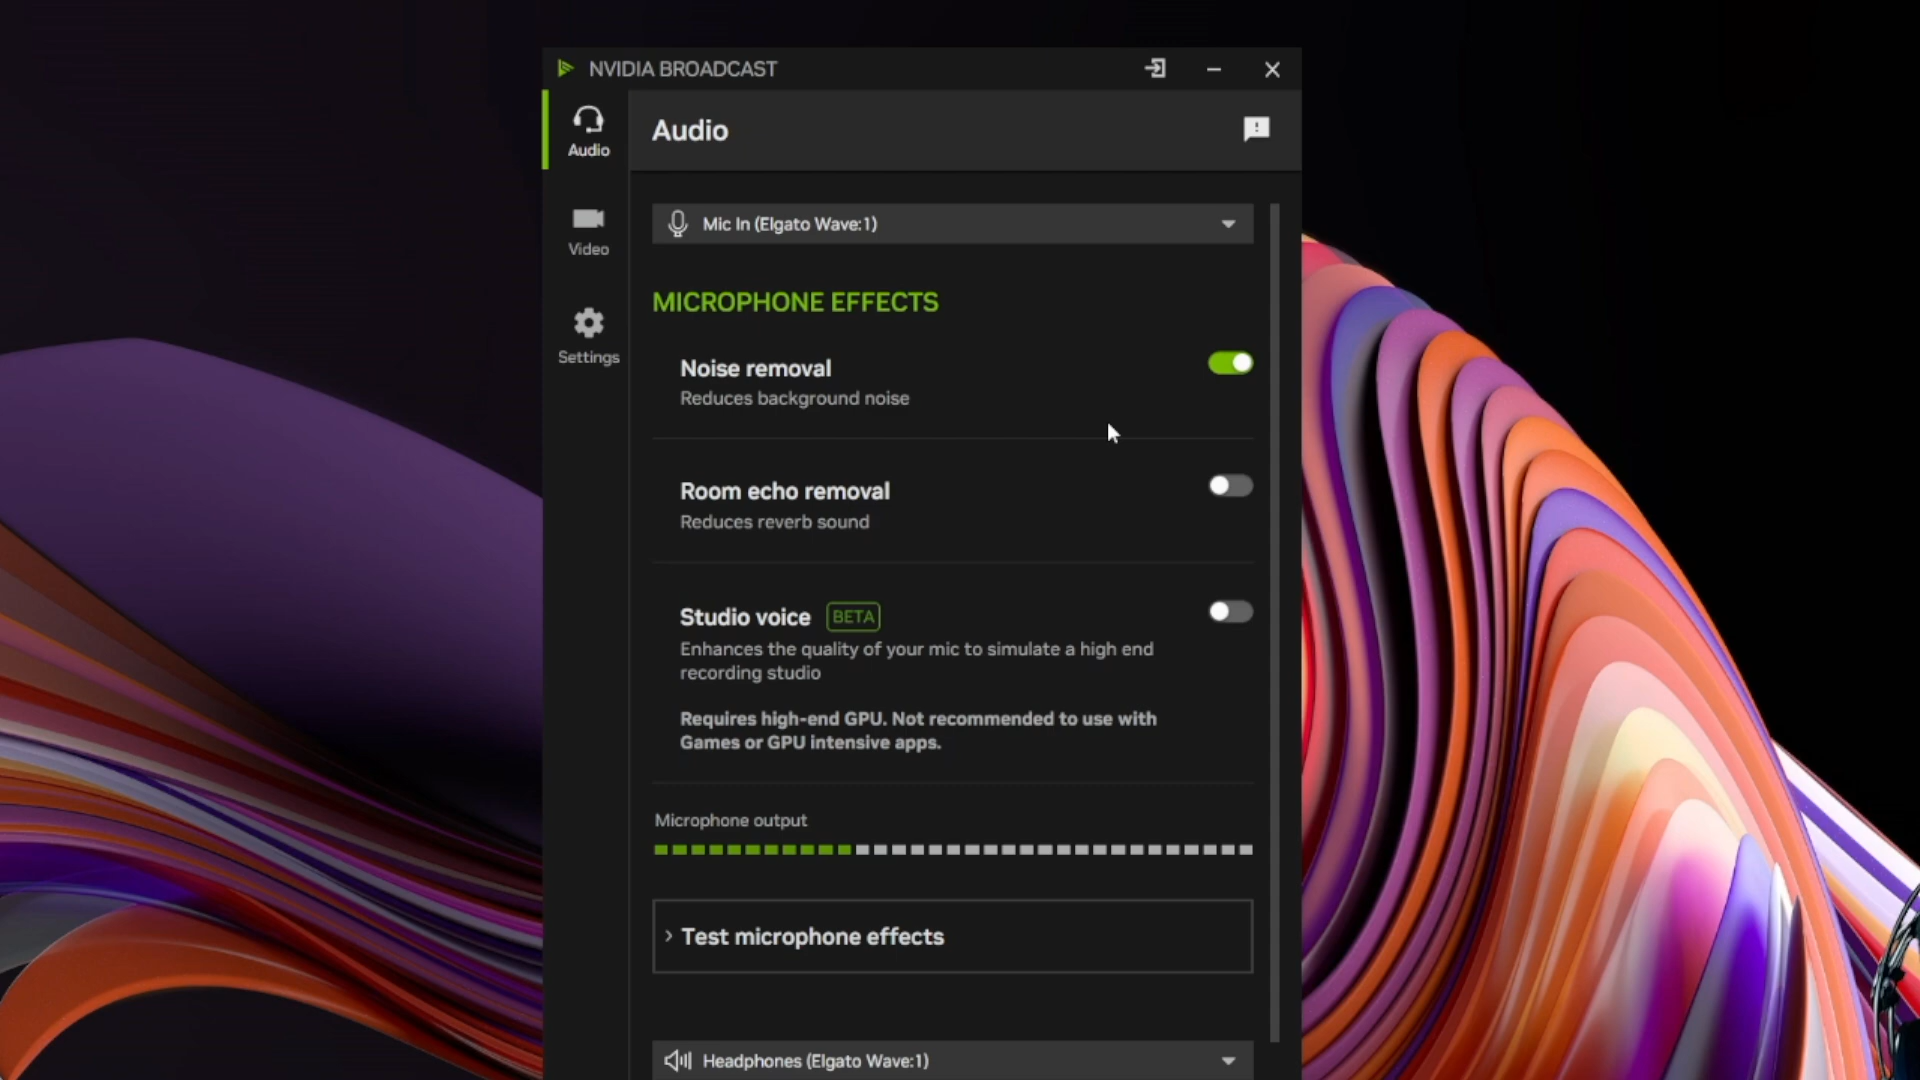 NVIDIA BROADCAST
Audio
Audio
Video
Settings
Mic In (Elgato Wave:1)
MICROPHONE EFFECTS
Noise removal
Reduces background noise
Room echo removal
Reduces reverb sound
Studio voice BETA
Enhances the quality of your mic to simulate a high end
recording studio
Requires high-end GPU. Not recommended to use with
Games or GPU intensive apps.
Microphone output
Test microphone effects
Headphones (Elgato Wave:1)